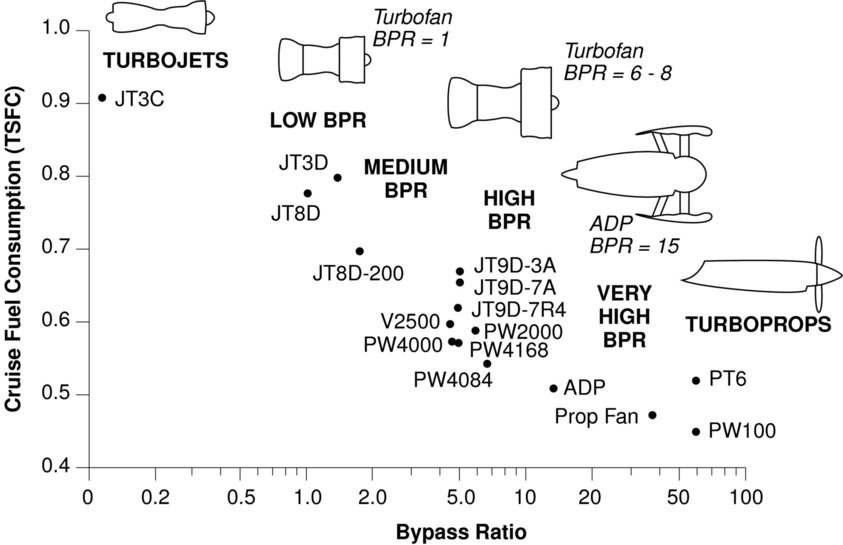 Turbofan
BPR = 1
Turbofan
BPR = 6 - 8
TURBOJETS
LOW BPR
MEDIUM
BPR
HIGH
BPR
ADP
BPR = 15
VERY
HIGH
BPR
TURBOPROPS
JT3C
JT3D
JT8D
JT8D-200
JT9D-3A
JT9D-7A
JT9D-7R4
V2500
PW2000
PW4000
PW4168
PW4084
ADP
Prop Fan
PT6
PW100
Cruise Fuel Consumption (TSFC)
1.0
0.9
0.8
0.7
0.6
0.5
0.4
0 0.2 0.5 1.0 2.0 5.0 10 20 50 100
Bypass Ratio